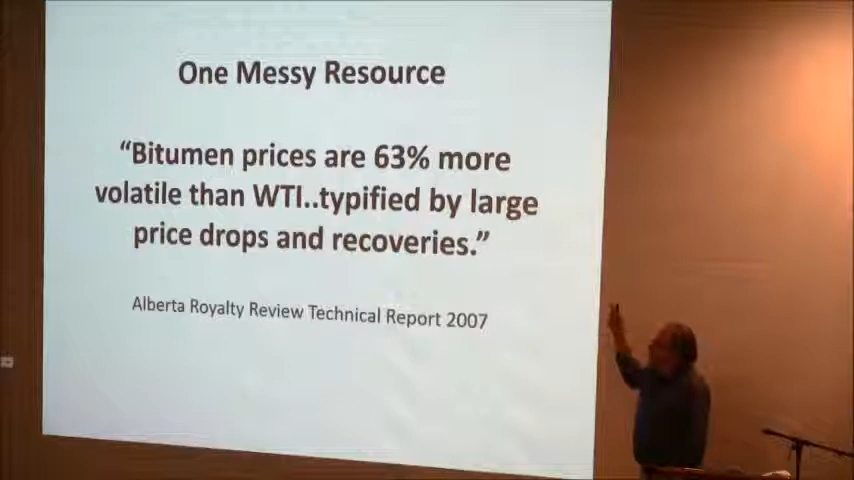 One Messy Resource
“Bitumen prices are 63% more
volatile than WTI..typified by large
price drops and recoveries.”
Alberta Royalty Review Technical Report 2007